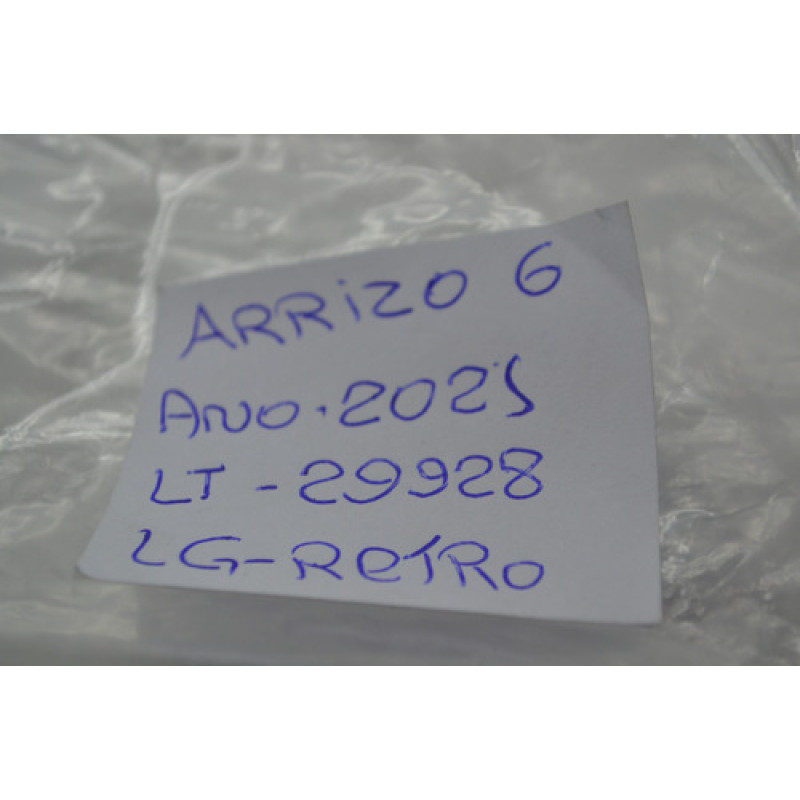 ARRizo 6
ANO. 2025
LT - 29928
LG-ReTRO